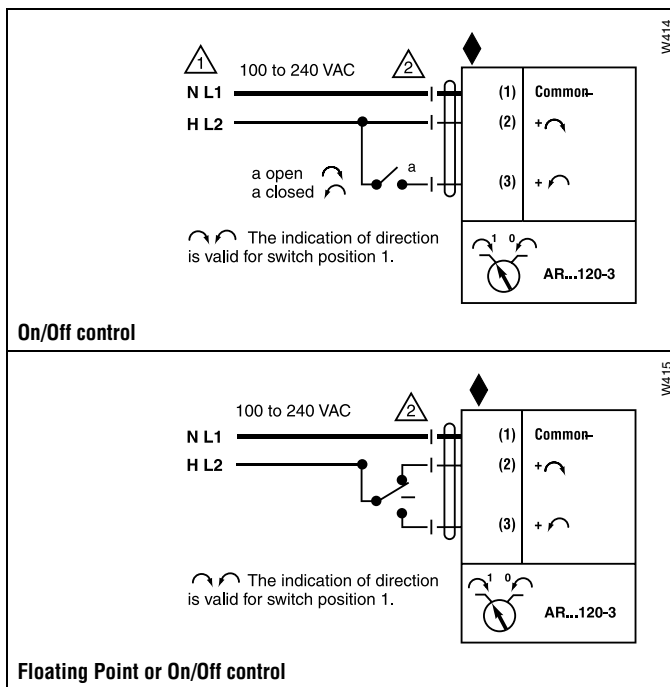 W414
1 100 to 240 VAC 2
N L1 (1) Common–
H L2 (2) +
a
a open
a closed (3) +
The indication of direction
is valid for switch position 1.
1 0
AR...120-3
On/Off control
W415
100 to 240 VAC 2
N L1 (1) Common–
H L2 (2) +
(3) +
The indication of direction
is valid for switch position 1.
1 0
AR...120-3
Floating Point or On/Off control